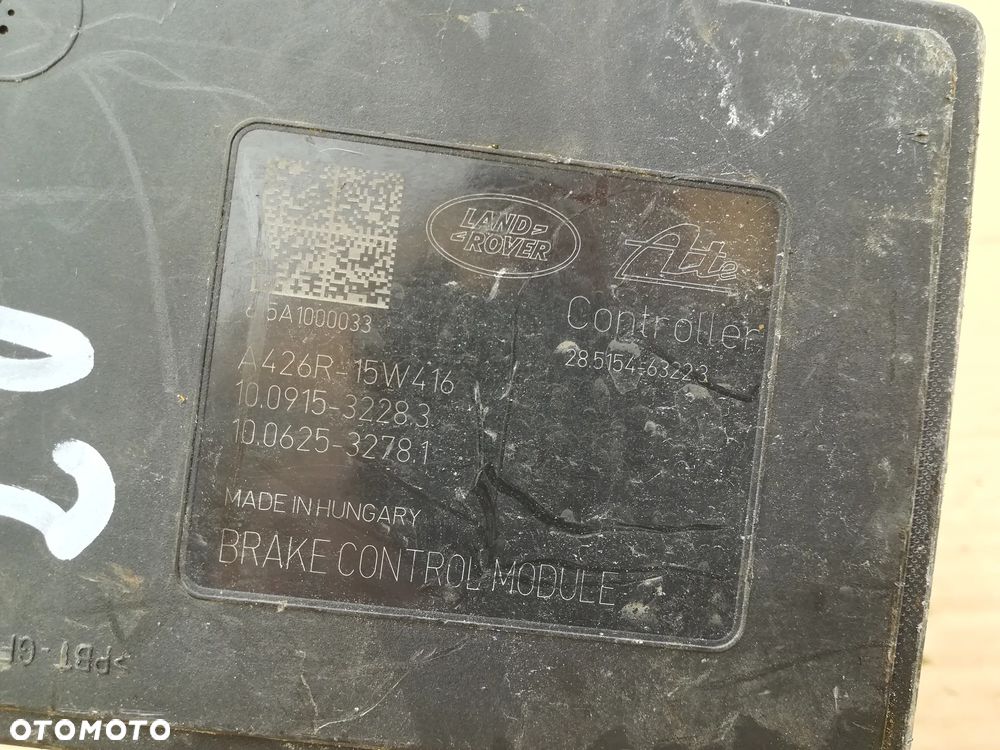 LAND-
-ROVER
Ate
Controller
28.5154-6322.3
65A1000033
A426R-15W416
10.0915-3228.3
10.0625-3278.1
MADE IN HUNGARY
BRAKE CONTROL MODULE
OTOMOTO